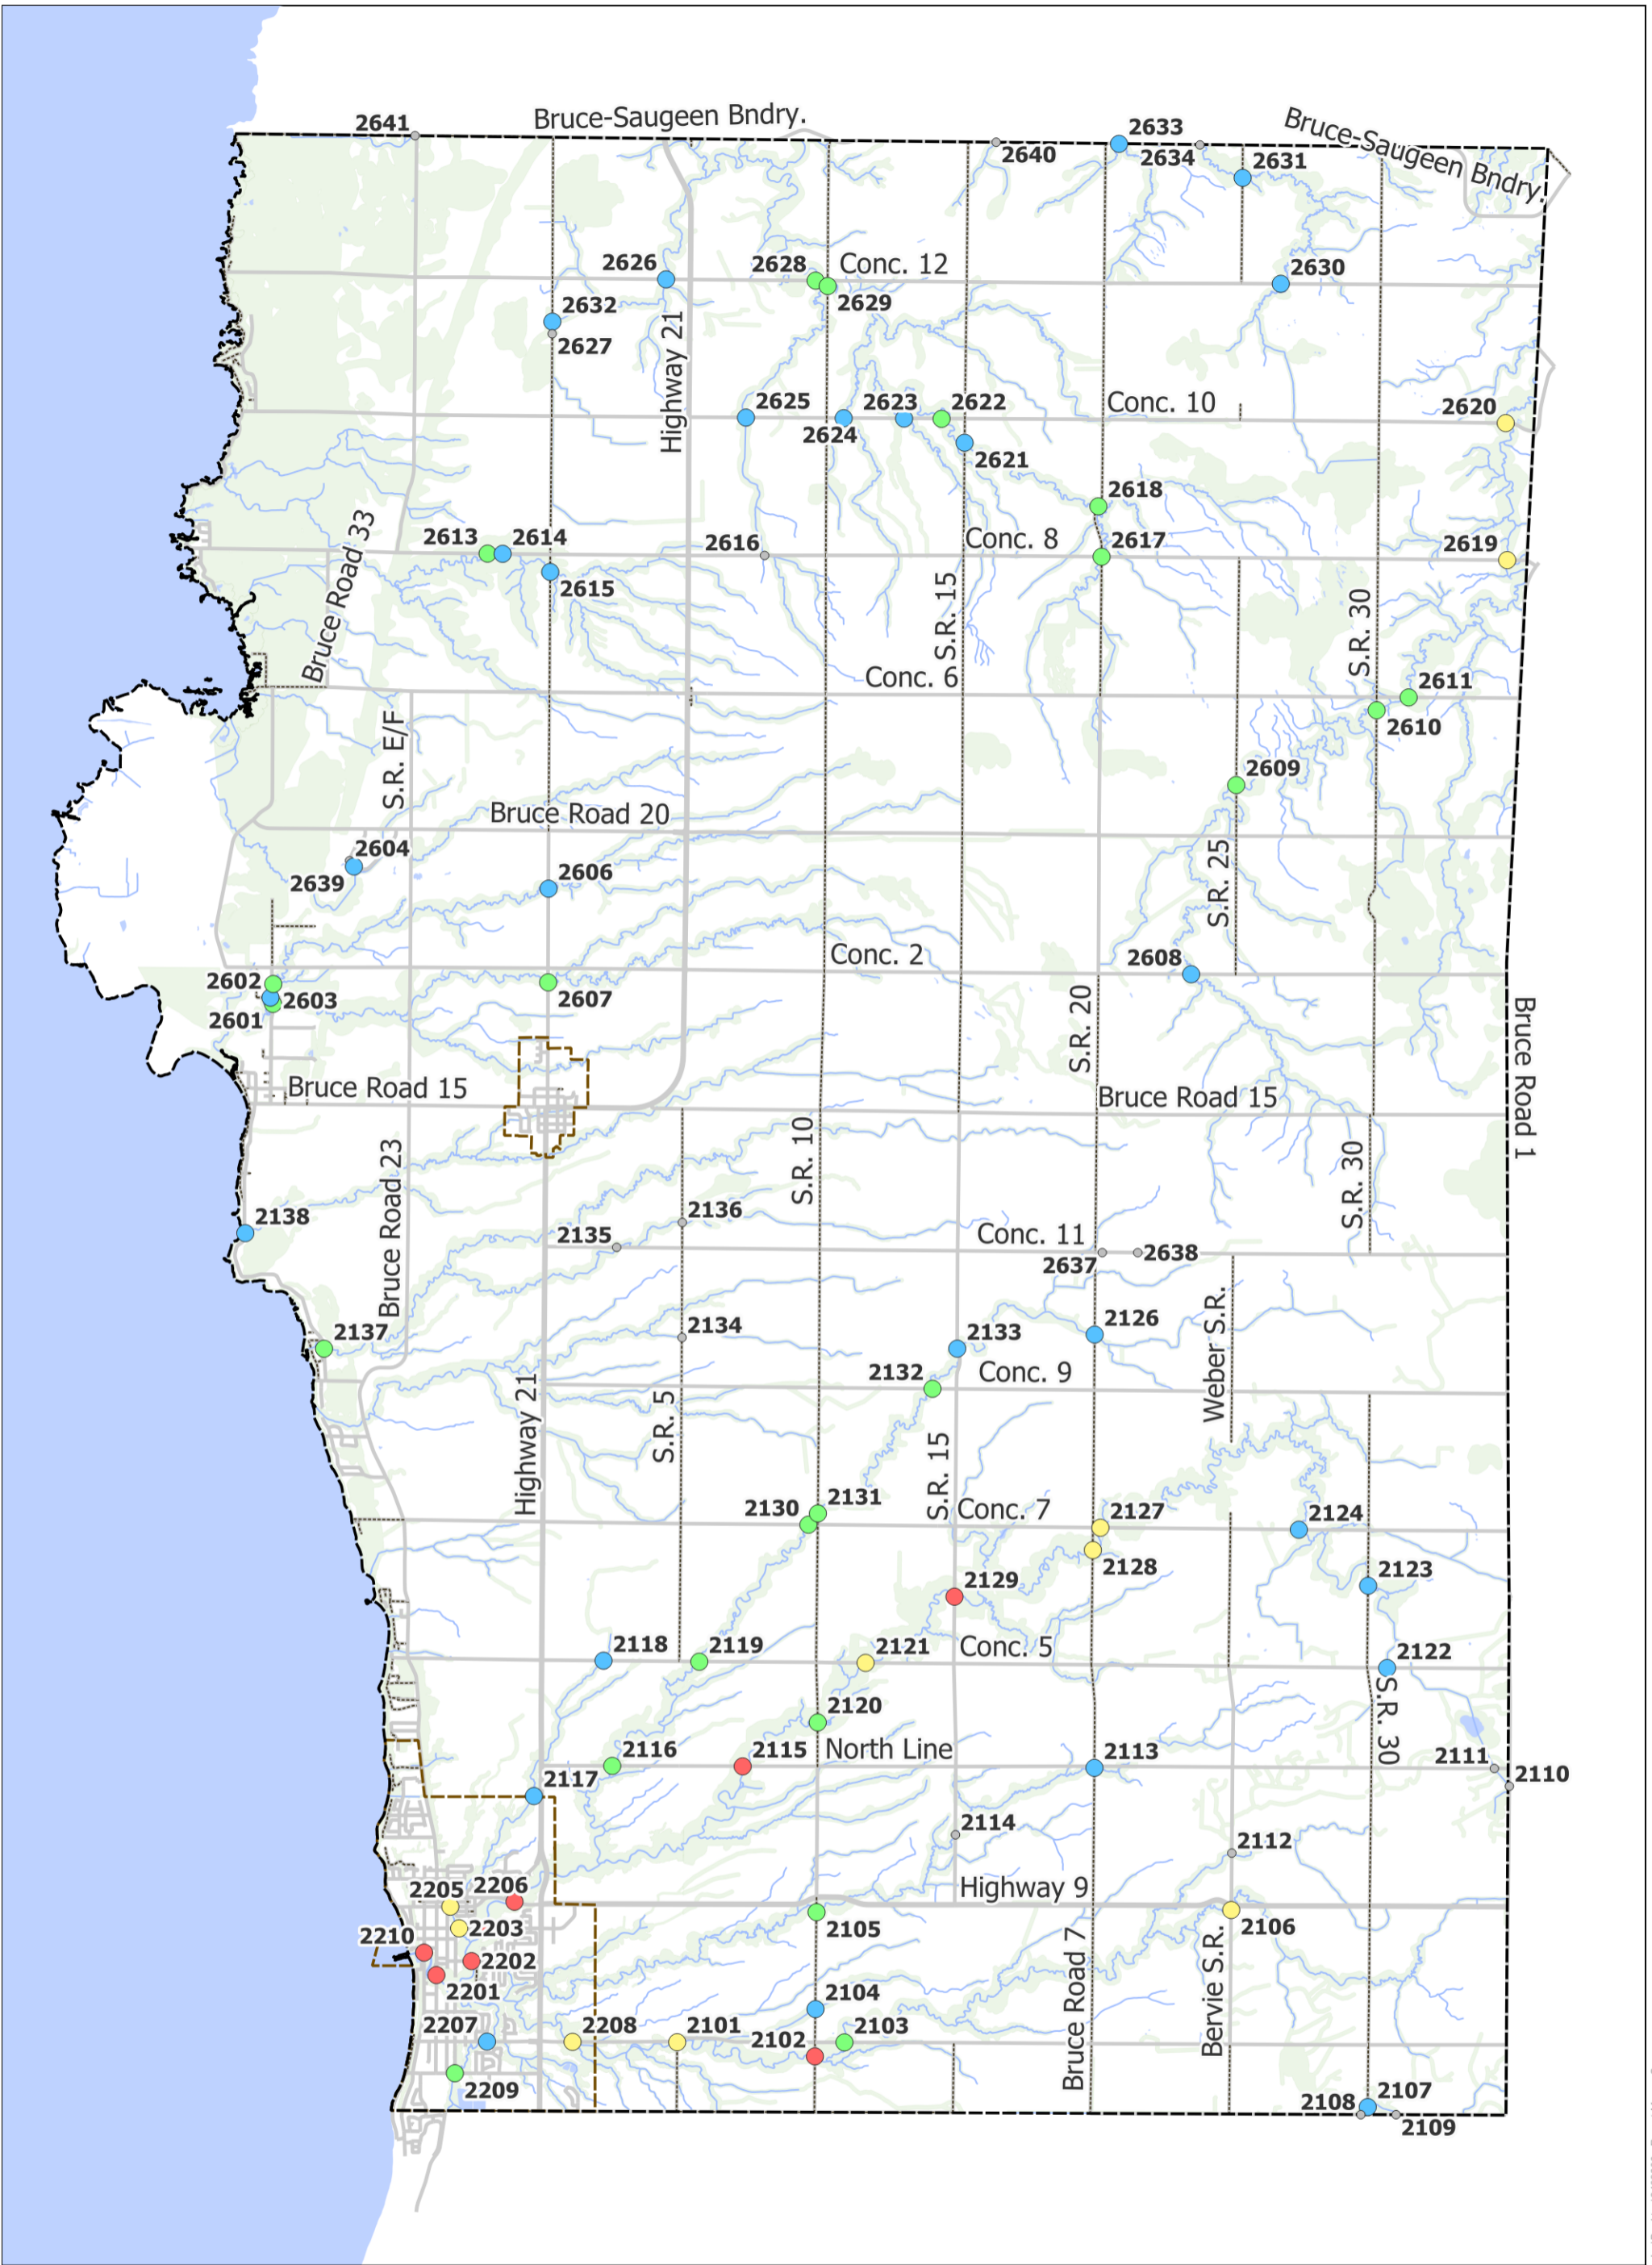 Bruce-Saugeen Bndry.
Bruce-Saugeen Bndry.
2641
2640
2633
2634
2631
2626
2628
Conc. 12
2630
2629
2632
2627
Highway 21
2625
2623
2622
Conc. 10
2620
2624
2621
2618
Bruce Road 33
2613
2614
2616
Conc. 8
2617
2619
2615
S.R. 15
S.R. 30
Conc. 6
2611
2610
S.R. E/F
2609
Bruce Road 20
2604
2639
2606
S.R. 25
Conc. 2
2608
2602
2603
2601
2607
S.R. 20
Bruce Road 1
Bruce Road 15
Bruce Road 15
S.R. 10
S.R. 30
Bruce Road 23
2138
2136
2135
Conc. 11
2637
2638
2137
2134
2133
2126
Weber S.R.
2132
Conc. 9
Highway 21
S.R. 5
S.R. 15
2130
2131
Conc. 7
2127
2124
2128
2129
2123
2118
2119
2121
Conc. 5
2122
S.R. 30
2120
2116
2115
North Line
2113
2111
2110
2117
2114
2112
2205
2206
Highway 9
2203
2105
2106
2210
2202
2201
Bruce Road 7
Bervie S.R.
2104
2207
2208
2101
2102
2103
2209
2108
2107
2109